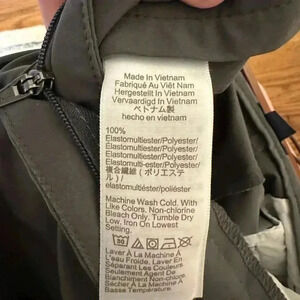 Made In Vietnam
Fabriqué Au Viêt Nam
Hergestellt In Vietnam
Vervaardigd In Vietnam
ベトナム製
hecho en vietnam
100%
Elastomultiester/Polyester/
Elastomultiester/Polyester/
Elastomulti-ester/Polyester/
Elastomultiester/Polyester/
複合繊維 (ポリエステ
ル) /
elastomultiéster/poliéster
Machine Wash Cold. With
Like Colors. Non-chlorine
Bleach Only. Tumble Dry
Low. Iron On Lowest
Setting.
30
Laver À La Machine À
L'eau Froide. Laver En
Séparant Les Couleurs.
Seulement Agent De
Blanchiment Non-chloré.
Sécher À La Machine À
Basse Température.